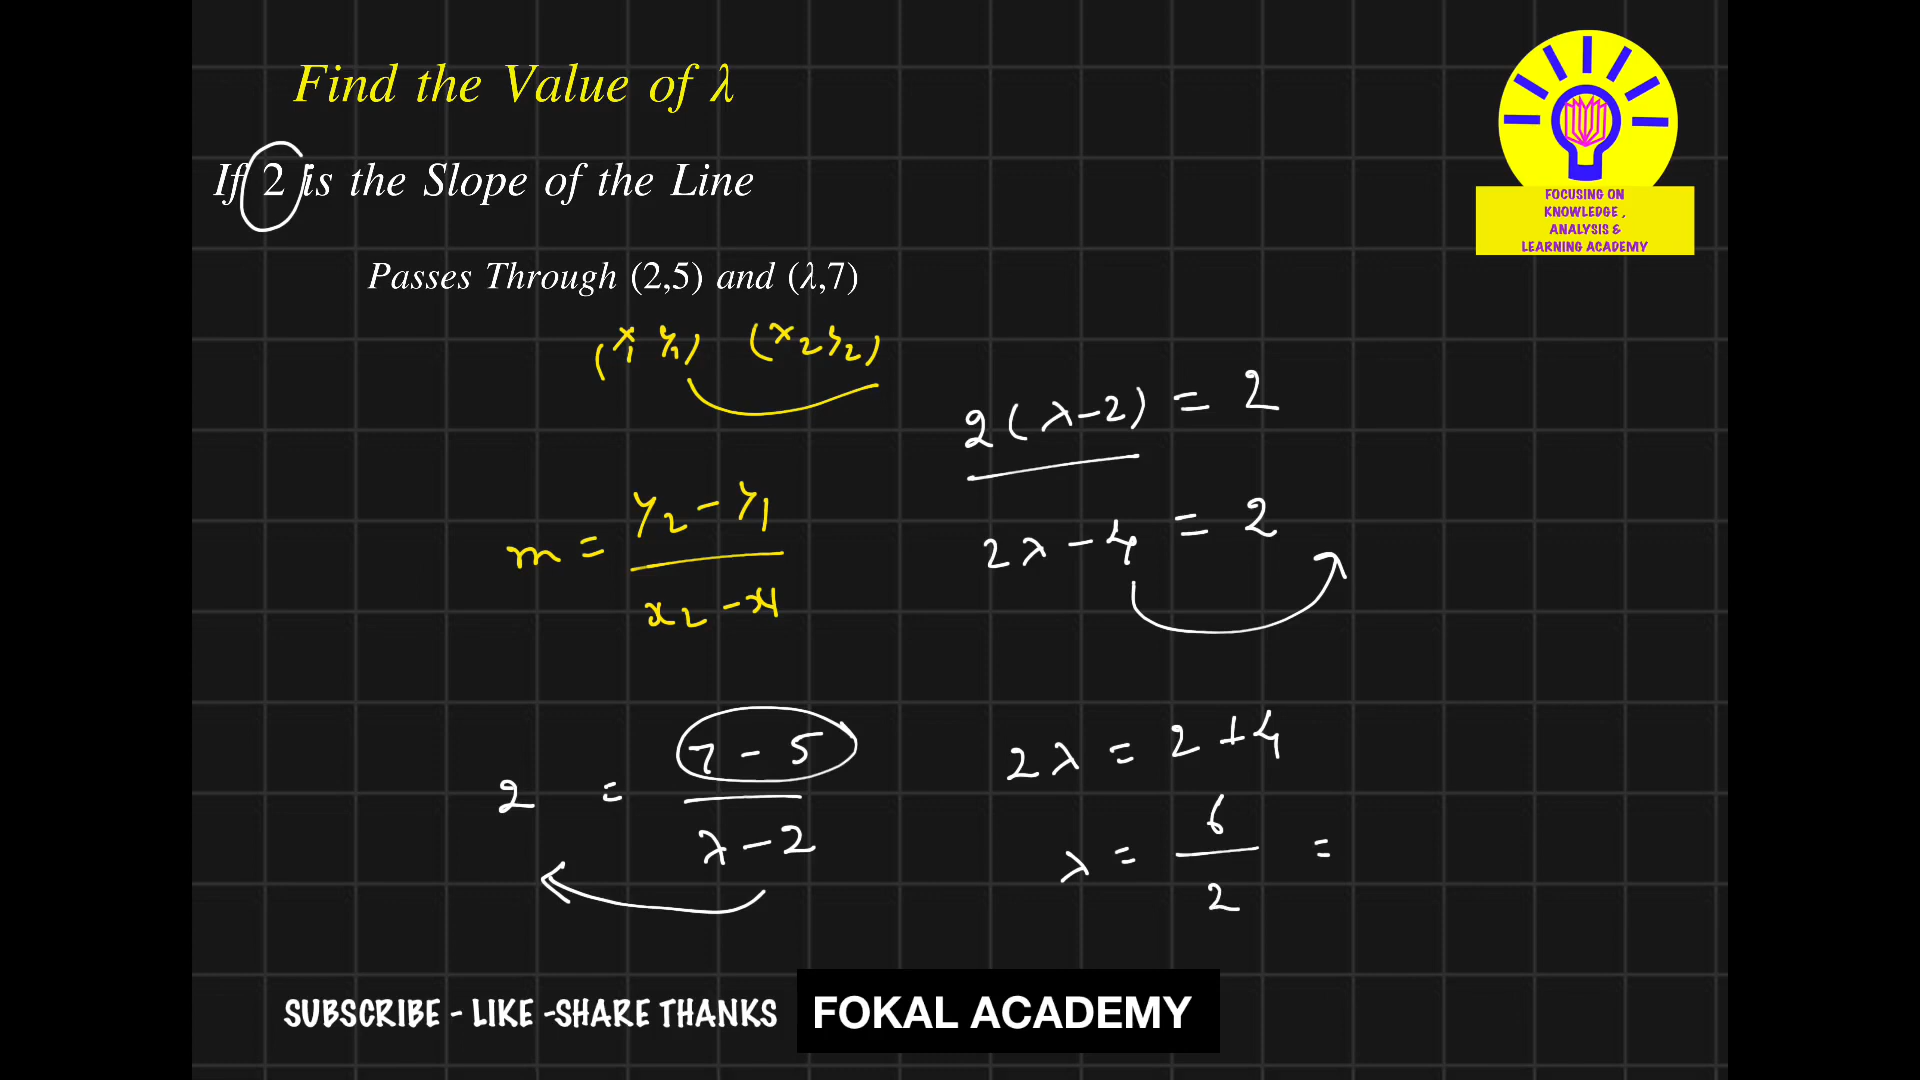 Find the Value of λ
If 2 is the Slope of the Line
Passes Through (2,5) and (λ,7)
(x1 y1) (x2 y2)
m = y2 - y1
x2 - x1
2 = 7 - 5
λ - 2
2(λ-2) = 2
2λ - 4 = 2
2λ = 2 + 4
λ = 6 =
2
FOCUSING ON
KNOWLEDGE ,
ANALYSIS &
LEARNING ACADEMY
SUBSCRIBE - LIKE -SHARE THANKS
FOKAL ACADEMY